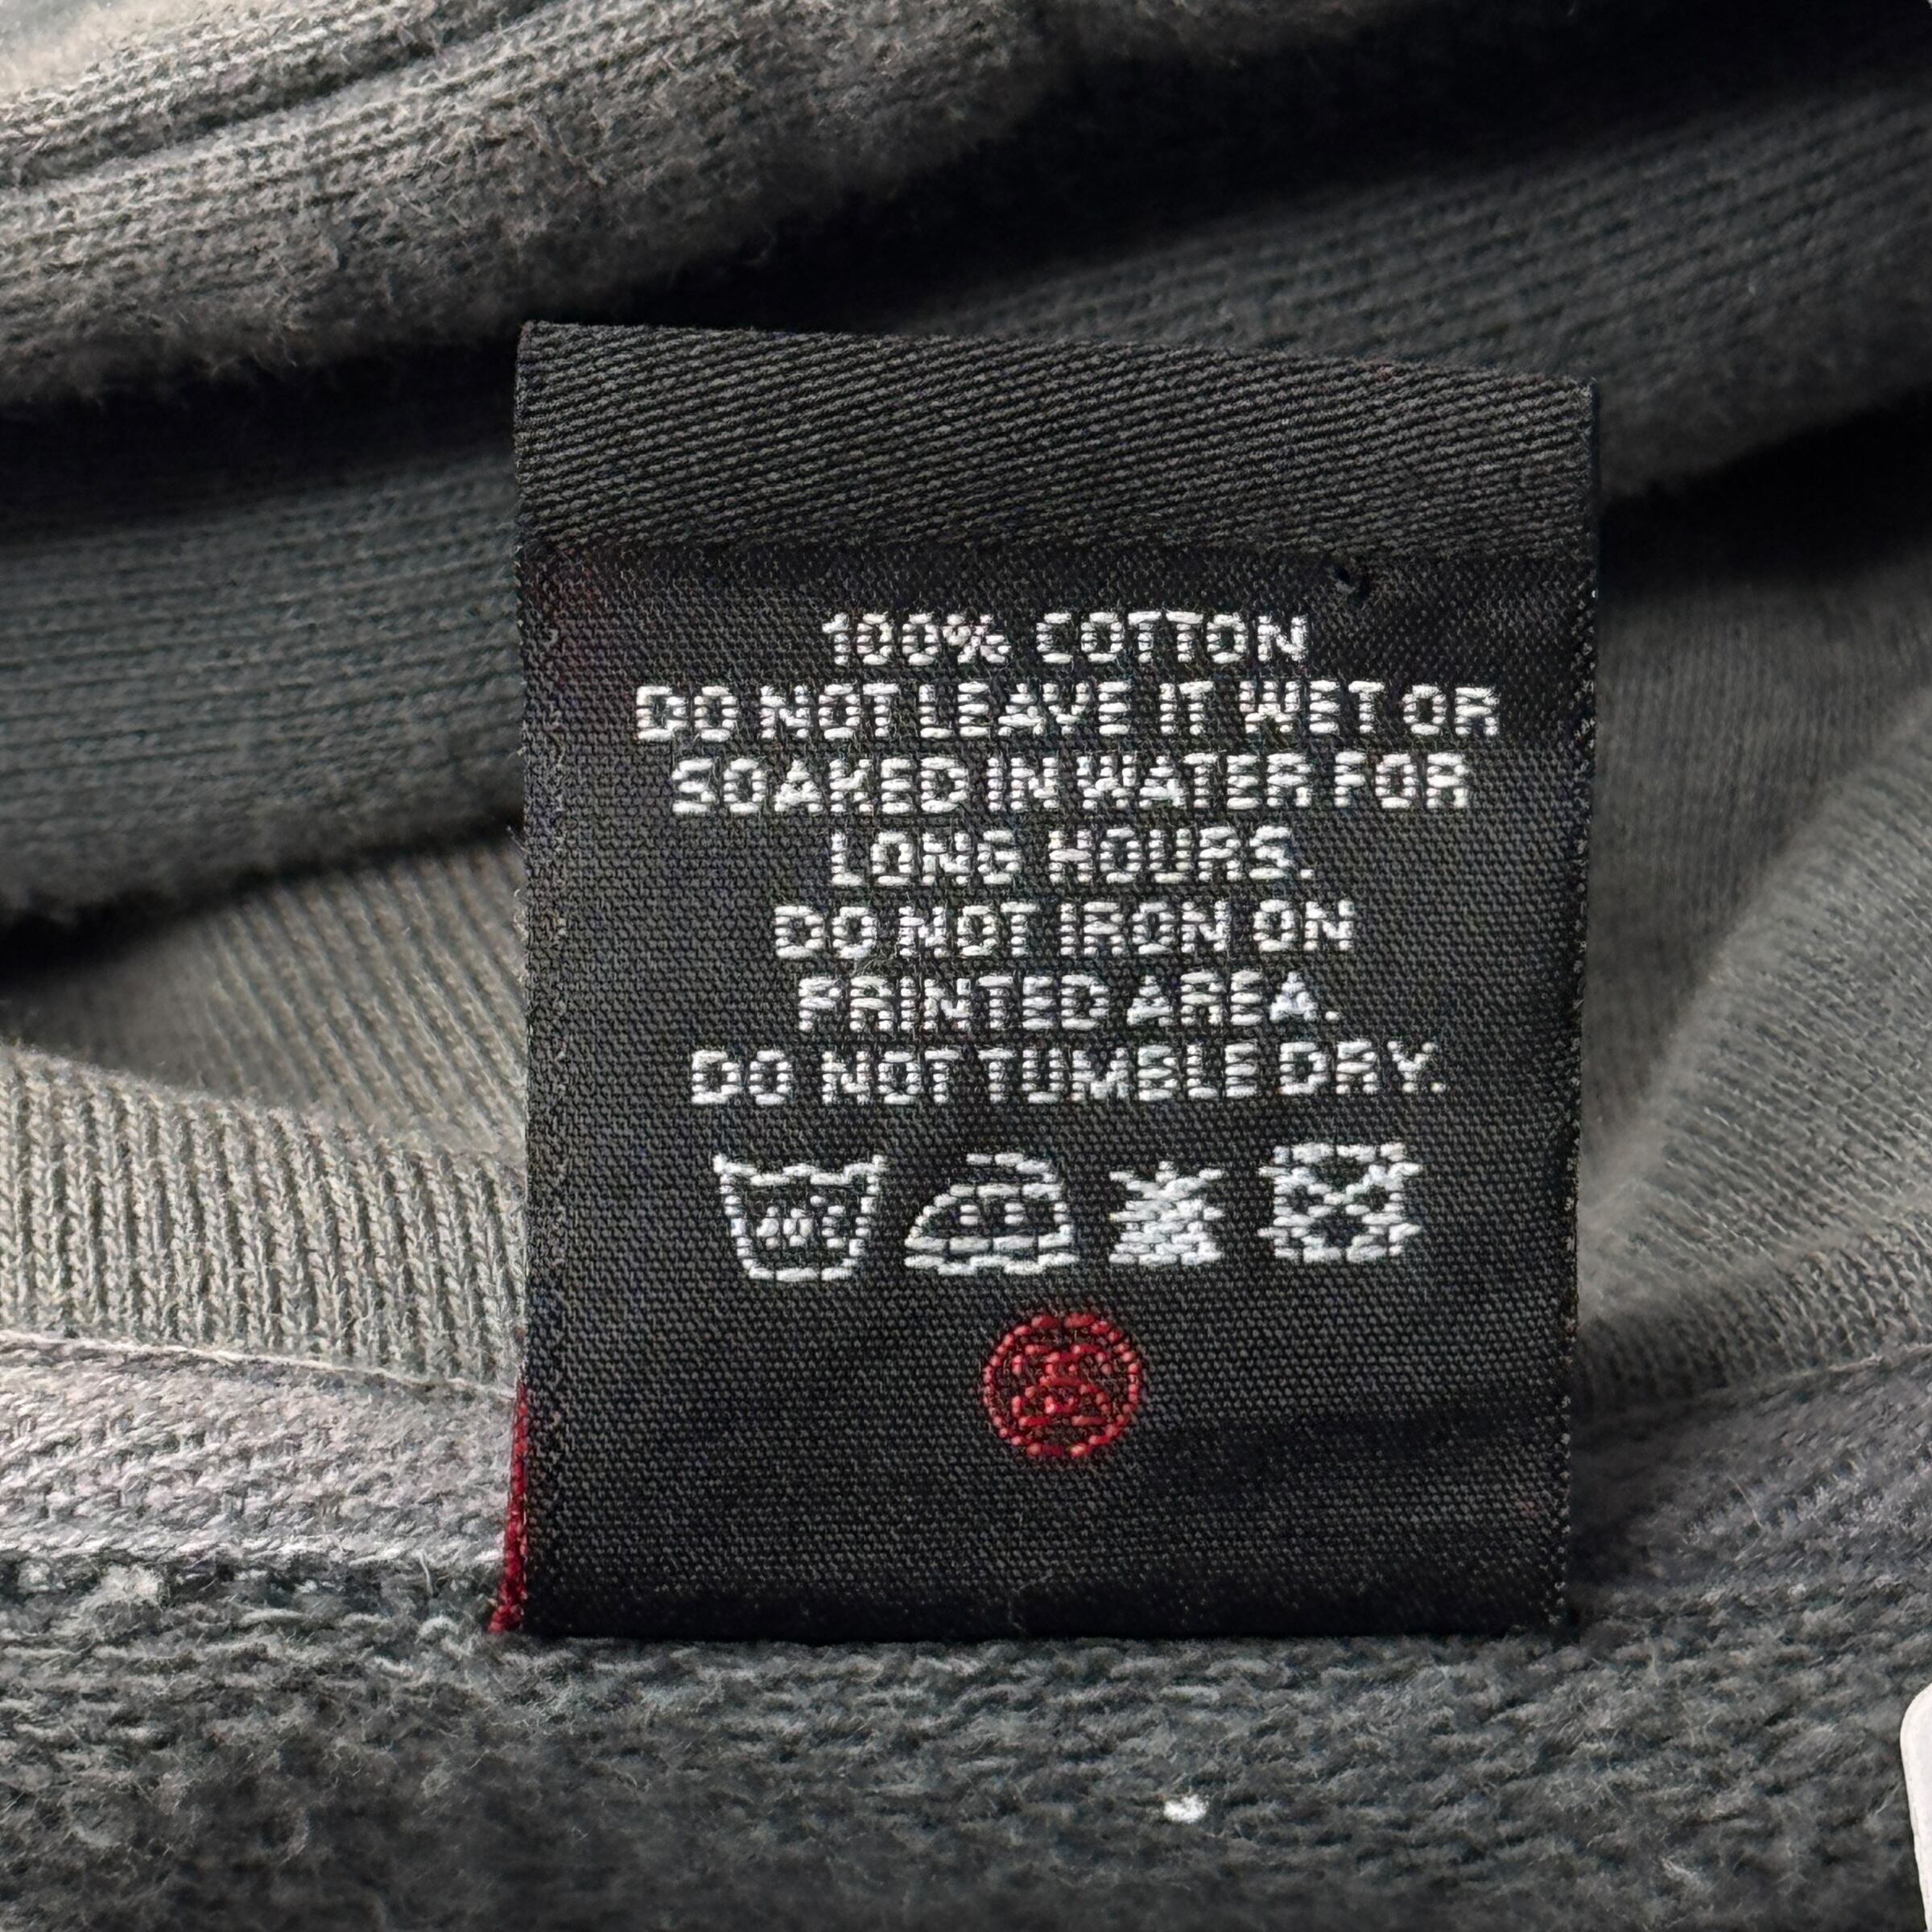 100% COTTON
DO NOT LEAVE IT WET OR
SOAKED IN WATER FOR
LONG HOURS.
DO NOT IRON ON
PRINTED AREA.
DO NOT TUMBLE DRY.
40°C